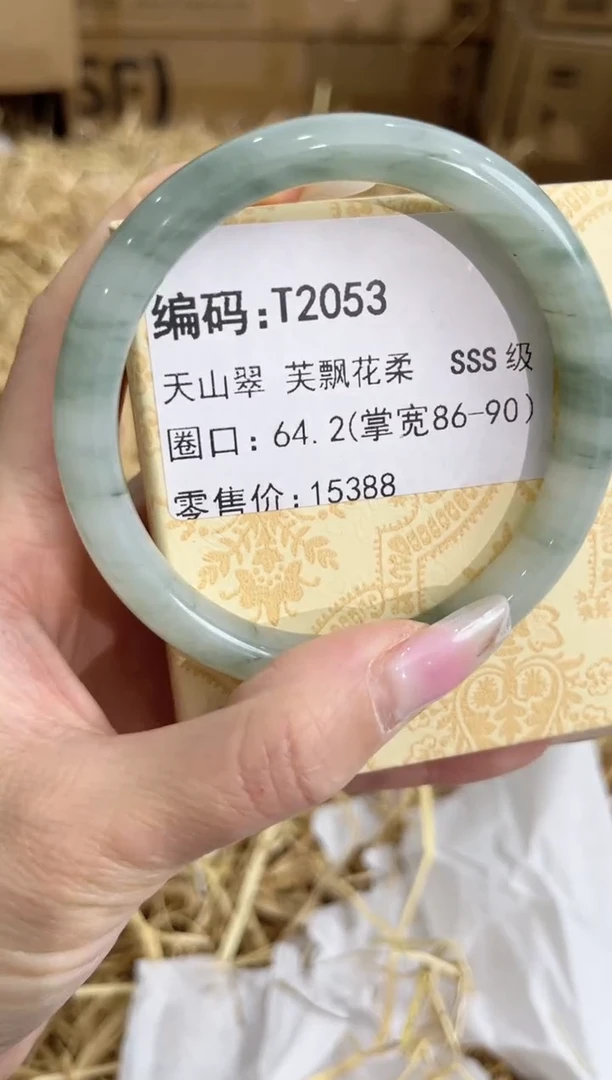 编码:T2053
天山翠 芙飘花柔 SSS级
圈口:64.2(掌宽86-90)
零售价:15388